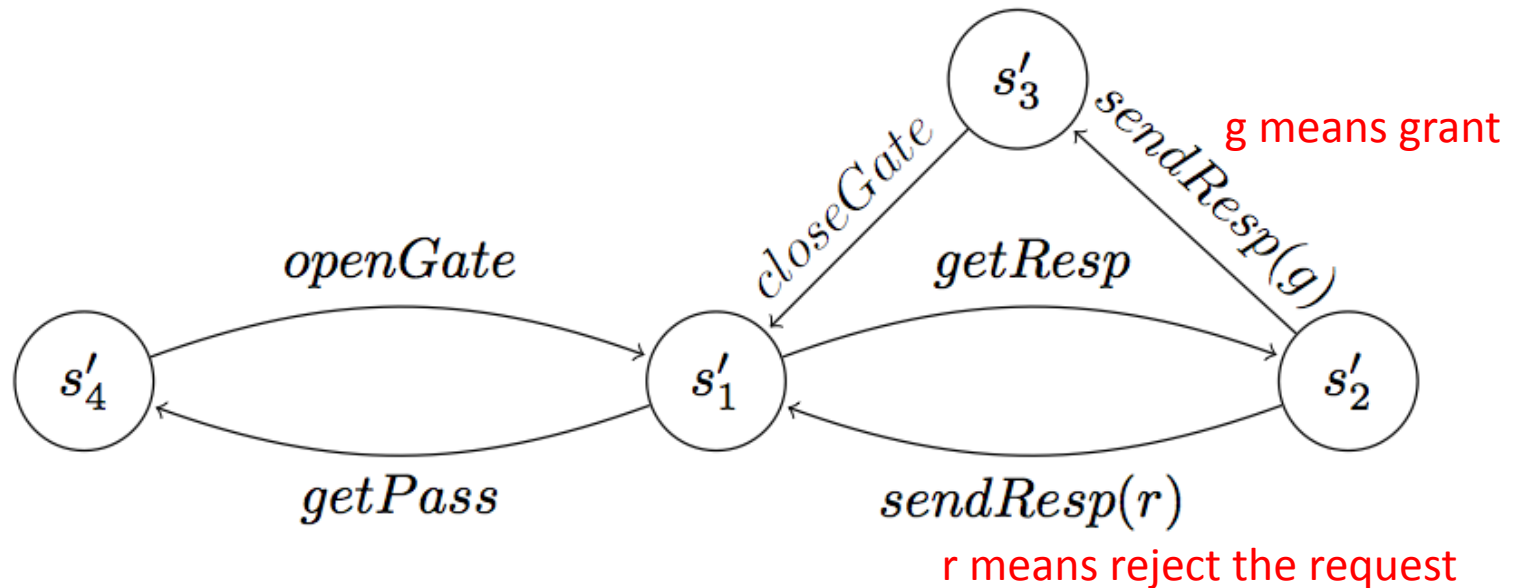 s′₃
sendResp(g)
g means grant
closeGate
openGate
getResp
s′₄
s′₁
s′₂
getPass
sendResp(r)
r means reject the request